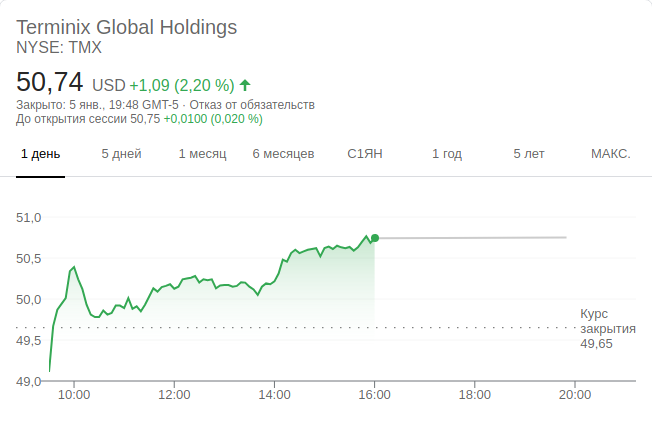 Terminix Global Holdings
NYSE: TMX
50,74 USD +1,09 (2,20 %)
Закрыто: 5 янв., 19:48 GMT-5 · Отказ от обязательств
До открытия сессии 50,75 +0,0100 (0,020 %)
1 день 5 дней 1 месяц 6 месяцев С1ЯН 1 год 5 лет МАКС.
51,0
50,5
50,0
Курс
закрытия
49,65
49,5
49,0
10:00 12:00 14:00 16:00 18:00 20:00